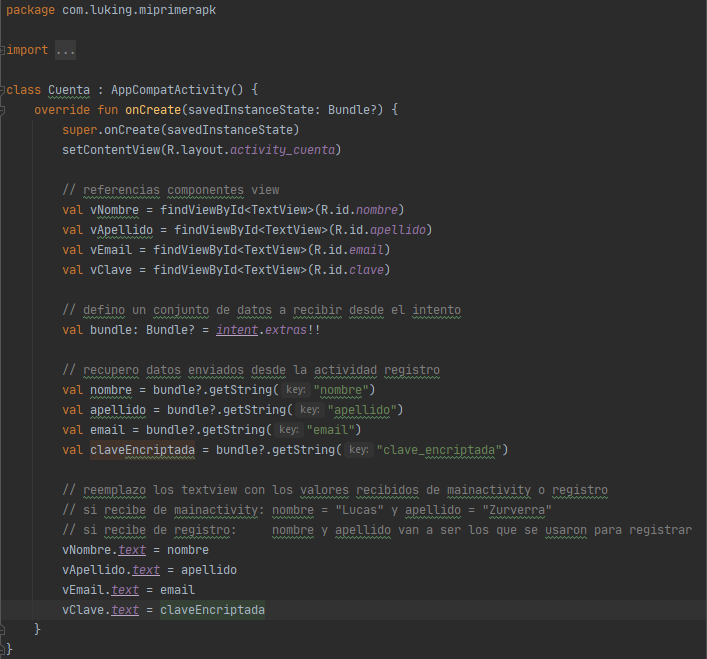 package com.luking.miprimerapk
import ...
class Cuenta : AppCompatActivity() {
override fun onCreate(savedInstanceState: Bundle?) {
super.onCreate(savedInstanceState)
setContentView(R.layout.activity_cuenta)
// referencias componentes view
val vNombre = findViewById<TextView>(R.id.nombre)
val vApellido = findViewById<TextView>(R.id.apellido)
val vEmail = findViewById<TextView>(R.id.email)
val vClave = findViewById<TextView>(R.id.clave)
// defino un conjunto de datos a recibir desde el intento
val bundle: Bundle? = intent.extras!!
// recupero datos enviados desde la actividad registro
val nombre = bundle?.getString( key: "nombre")
val apellido = bundle?.getString( key: "apellido")
val email = bundle?.getString( key: "email")
val claveEncriptada = bundle?.getString( key: "clave_encriptada")
// reemplazo los textview con los valores recibidos de mainactivity o registro
// si recibe de mainactivity: nombre = "Lucas" y apellido = "Zurverra"
// si recibe de registro:     nombre y apellido van a ser los que se usaron para registrar
vNombre.text = nombre
vApellido.text = apellido
vEmail.text = email
vClave.text = claveEncriptada
}
}